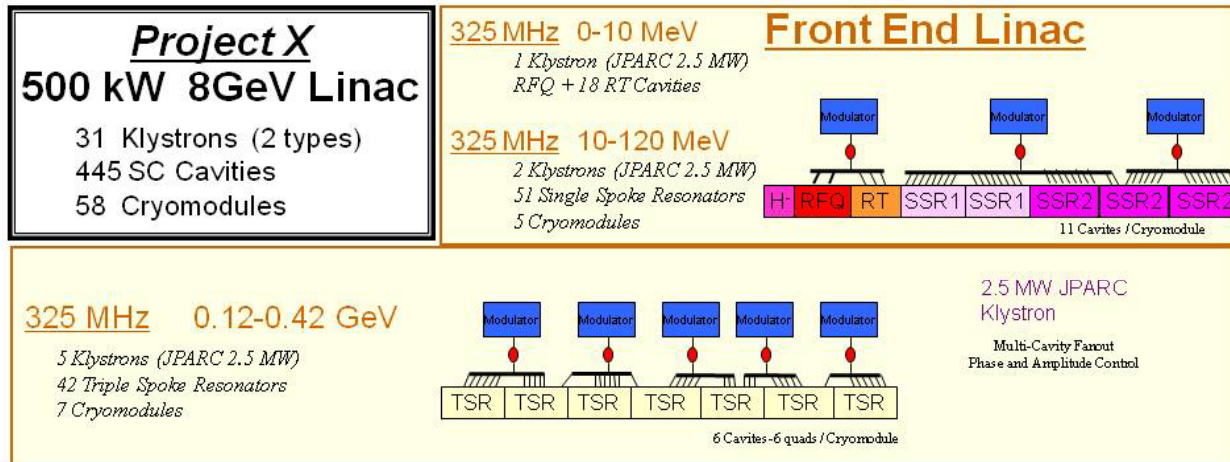 Project X
500 kW 8GeV Linac
31 Klystrons (2 types)
445 SC Cavities
58 Cryomodules
325 MHz 0-10 MeV
1 Klystron (JPARC 2.5 MW)
RFQ + 18 RT Cavities
325 MHz 10-120 MeV
2 Klystrons (JPARC 2.5 MW)
51 Single Spoke Resonators
5 Cryomodules
Front End Linac
Modulator Modulator Modulator
H- RFQ RT SSR1 SSR1 SSR2 SSR2 SSR2
11 Cavites / Cryomodule
325 MHz 0.12-0.42 GeV
5 Klystrons (JPARC 2.5 MW)
42 Triple Spoke Resonators
7 Cryomodules
Modulator Modulator Modulator Modulator Modulator
TSR TSR TSR TSR TSR TSR TSR
6 Cavites-6 quads / Cryomodule
2.5 MW JPARC
Klystron
Multi-Cavity Fanout
Phase and Amplitude Control